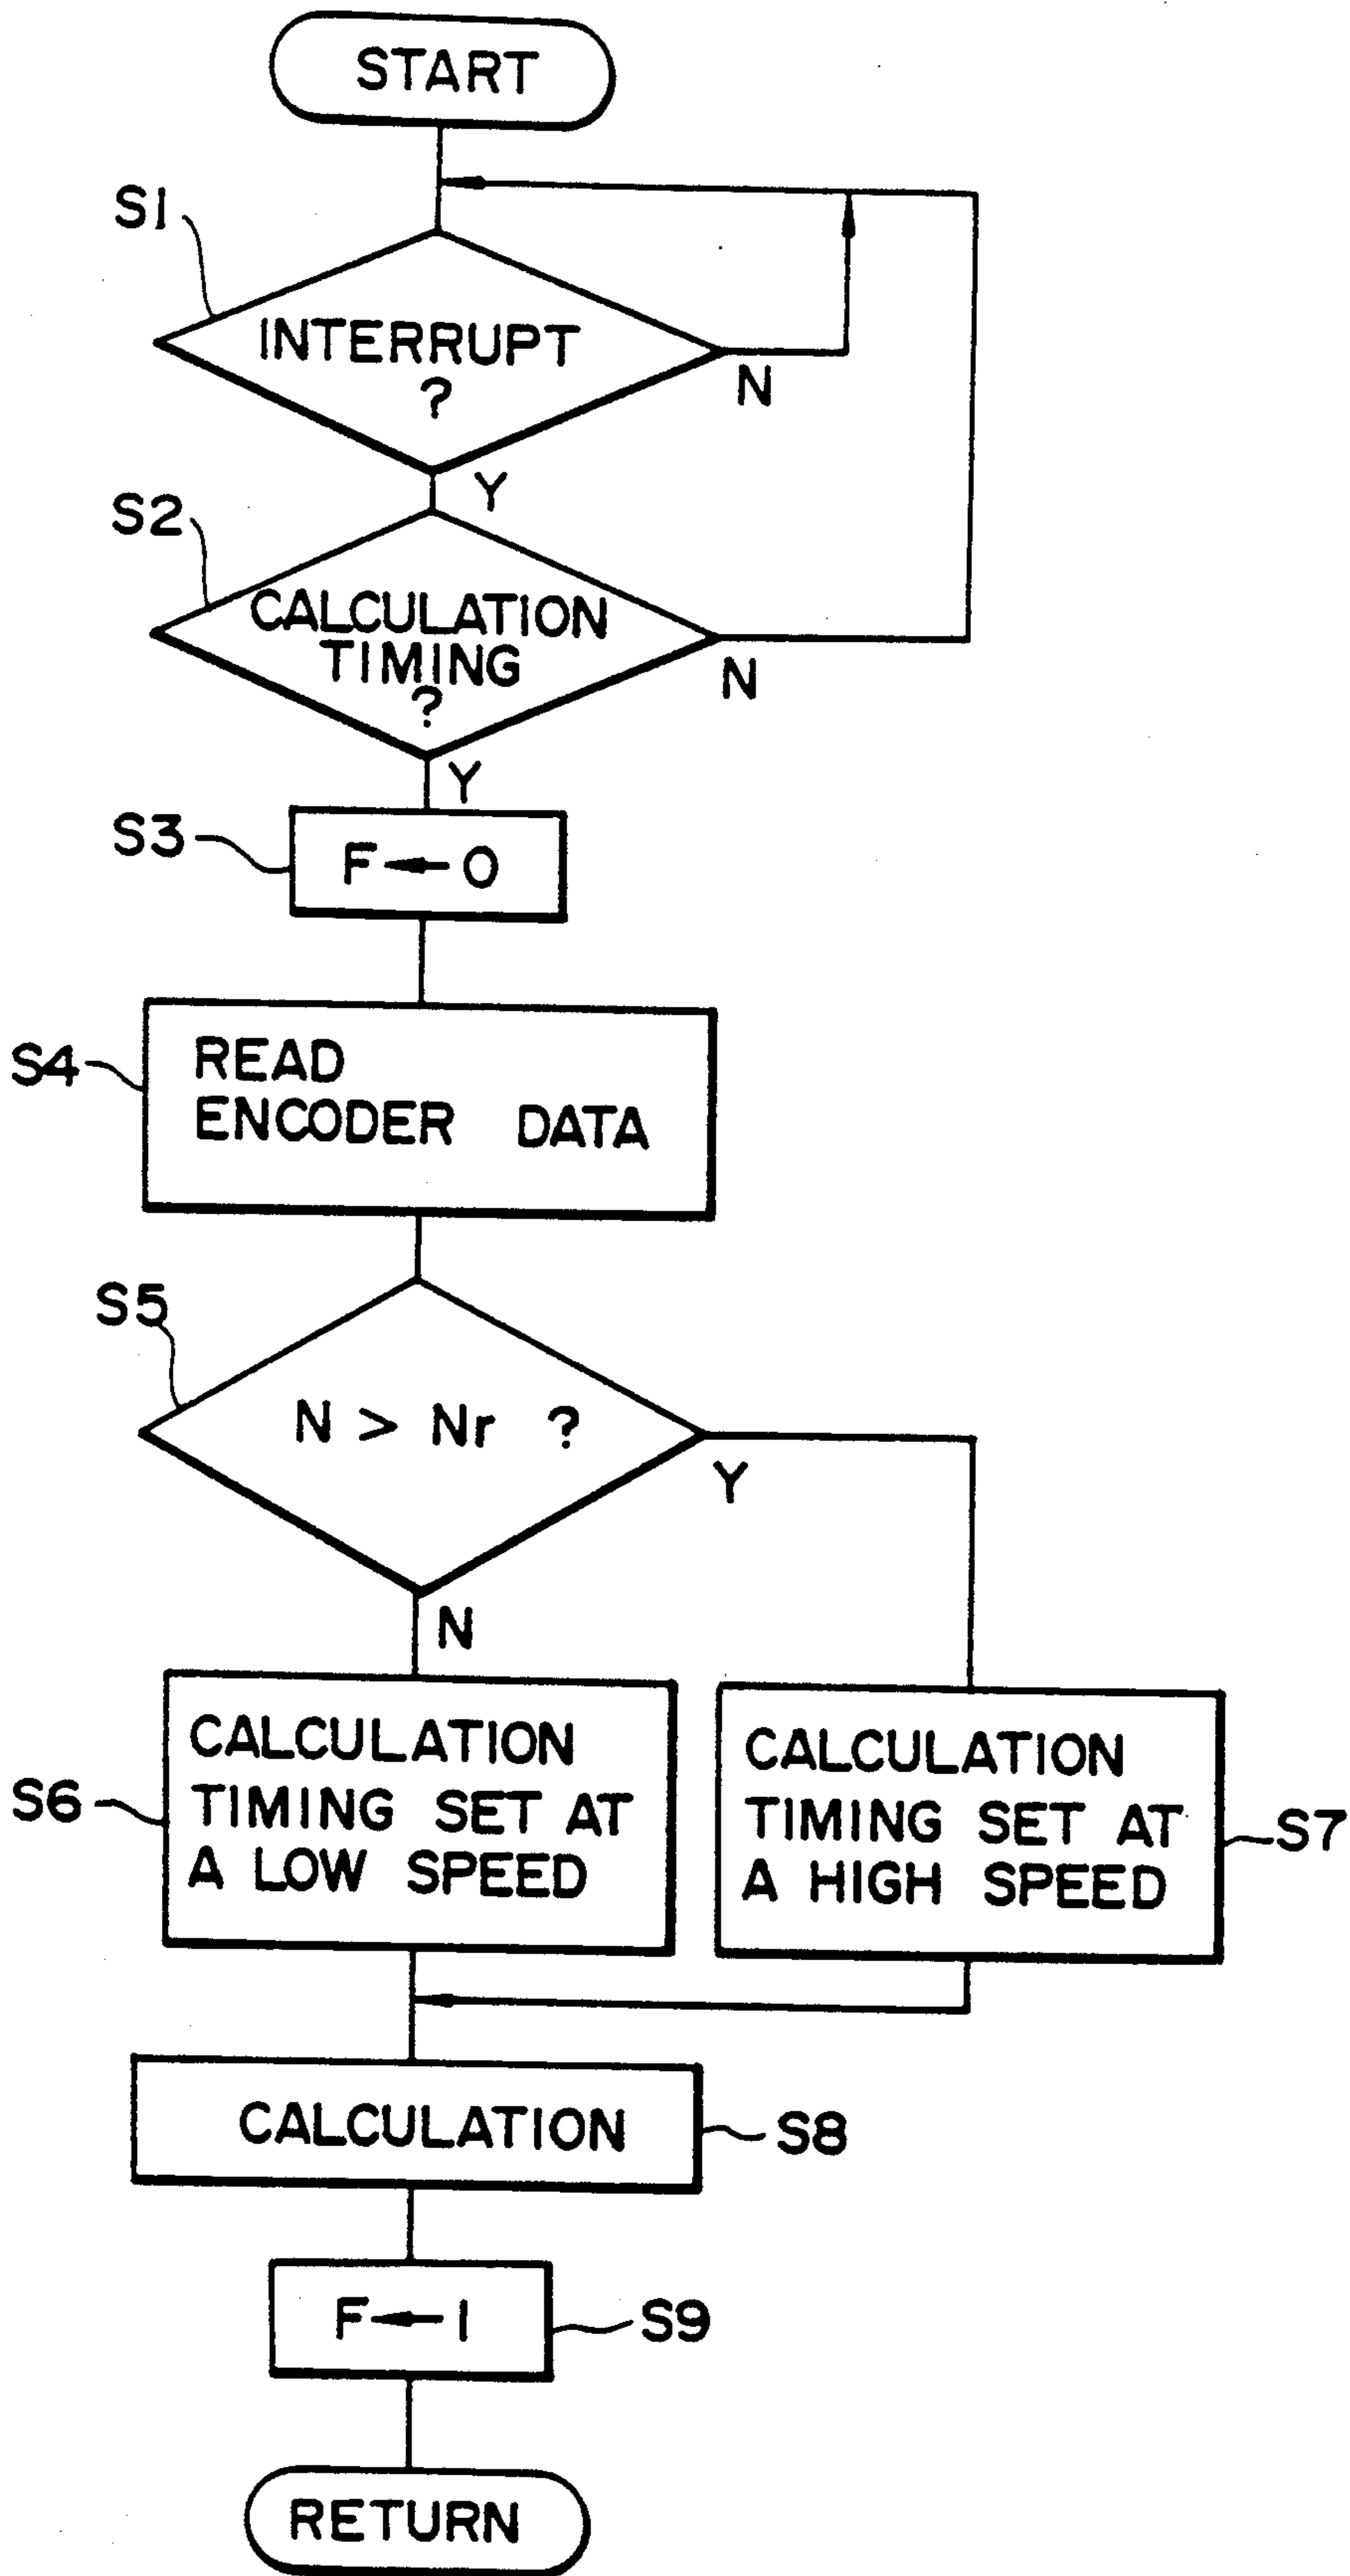 START
S1
INTERRUPT
?
N
Y
S2
CALCULATION
TIMING
?
N
Y
S3
F ← 0
S4
READ
ENCODER DATA
S5
N > Nr ?
Y
N
S6
CALCULATION
TIMING SET AT
A LOW SPEED
CALCULATION
TIMING SET AT
A HIGH SPEED
S7
CALCULATION
S8
F ← 1
S9
RETURN